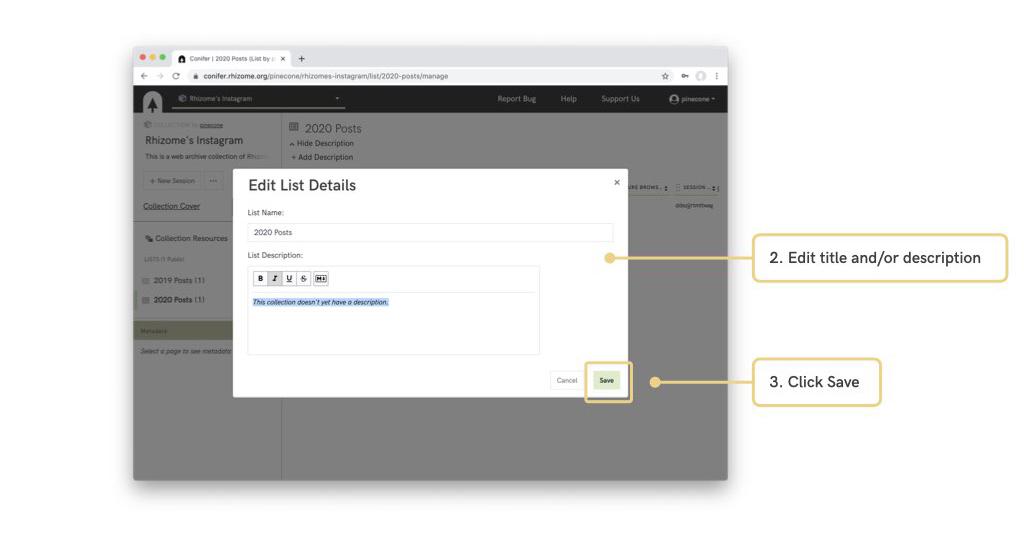 Conifer | 2020 Posts (List by p
conifer.rhizome.org/pinecone/rhizomes-instagram/list/2020-posts/manage
Rhizome's Instagram
Report Bug
Help
Support Us
pinecone
COLLECTION by pinecone
Rhizome's Instagram
This is a web archive collection of Rhizo
+ New Session
Collection Cover
Collection Resources
LISTS (1 Public)
2019 Posts (1)
2020 Posts (1)
Metadata
Select a page to see metadata
2020 Posts
Hide Description
+ Add Description
URE BROWS...
SESSION ...
Edit List Details
×
List Name:
2020 Posts
List Description:
B I U S M
This collection doesn't yet have a description.
Cancel
Save
2. Edit title and/or description
3. Click Save